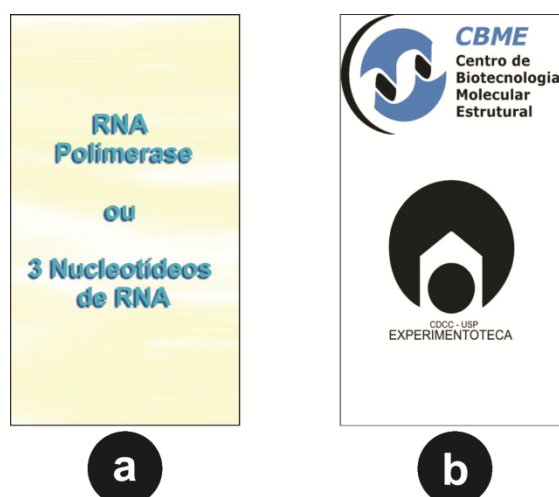 RNA
Polimerase
ou
3 Nucleotídeos
de RNA
a
CBME
Centro de
Biotecnologia
Molecular
Estrutural
CDCC - USP
EXPERIMENTOTECA
b